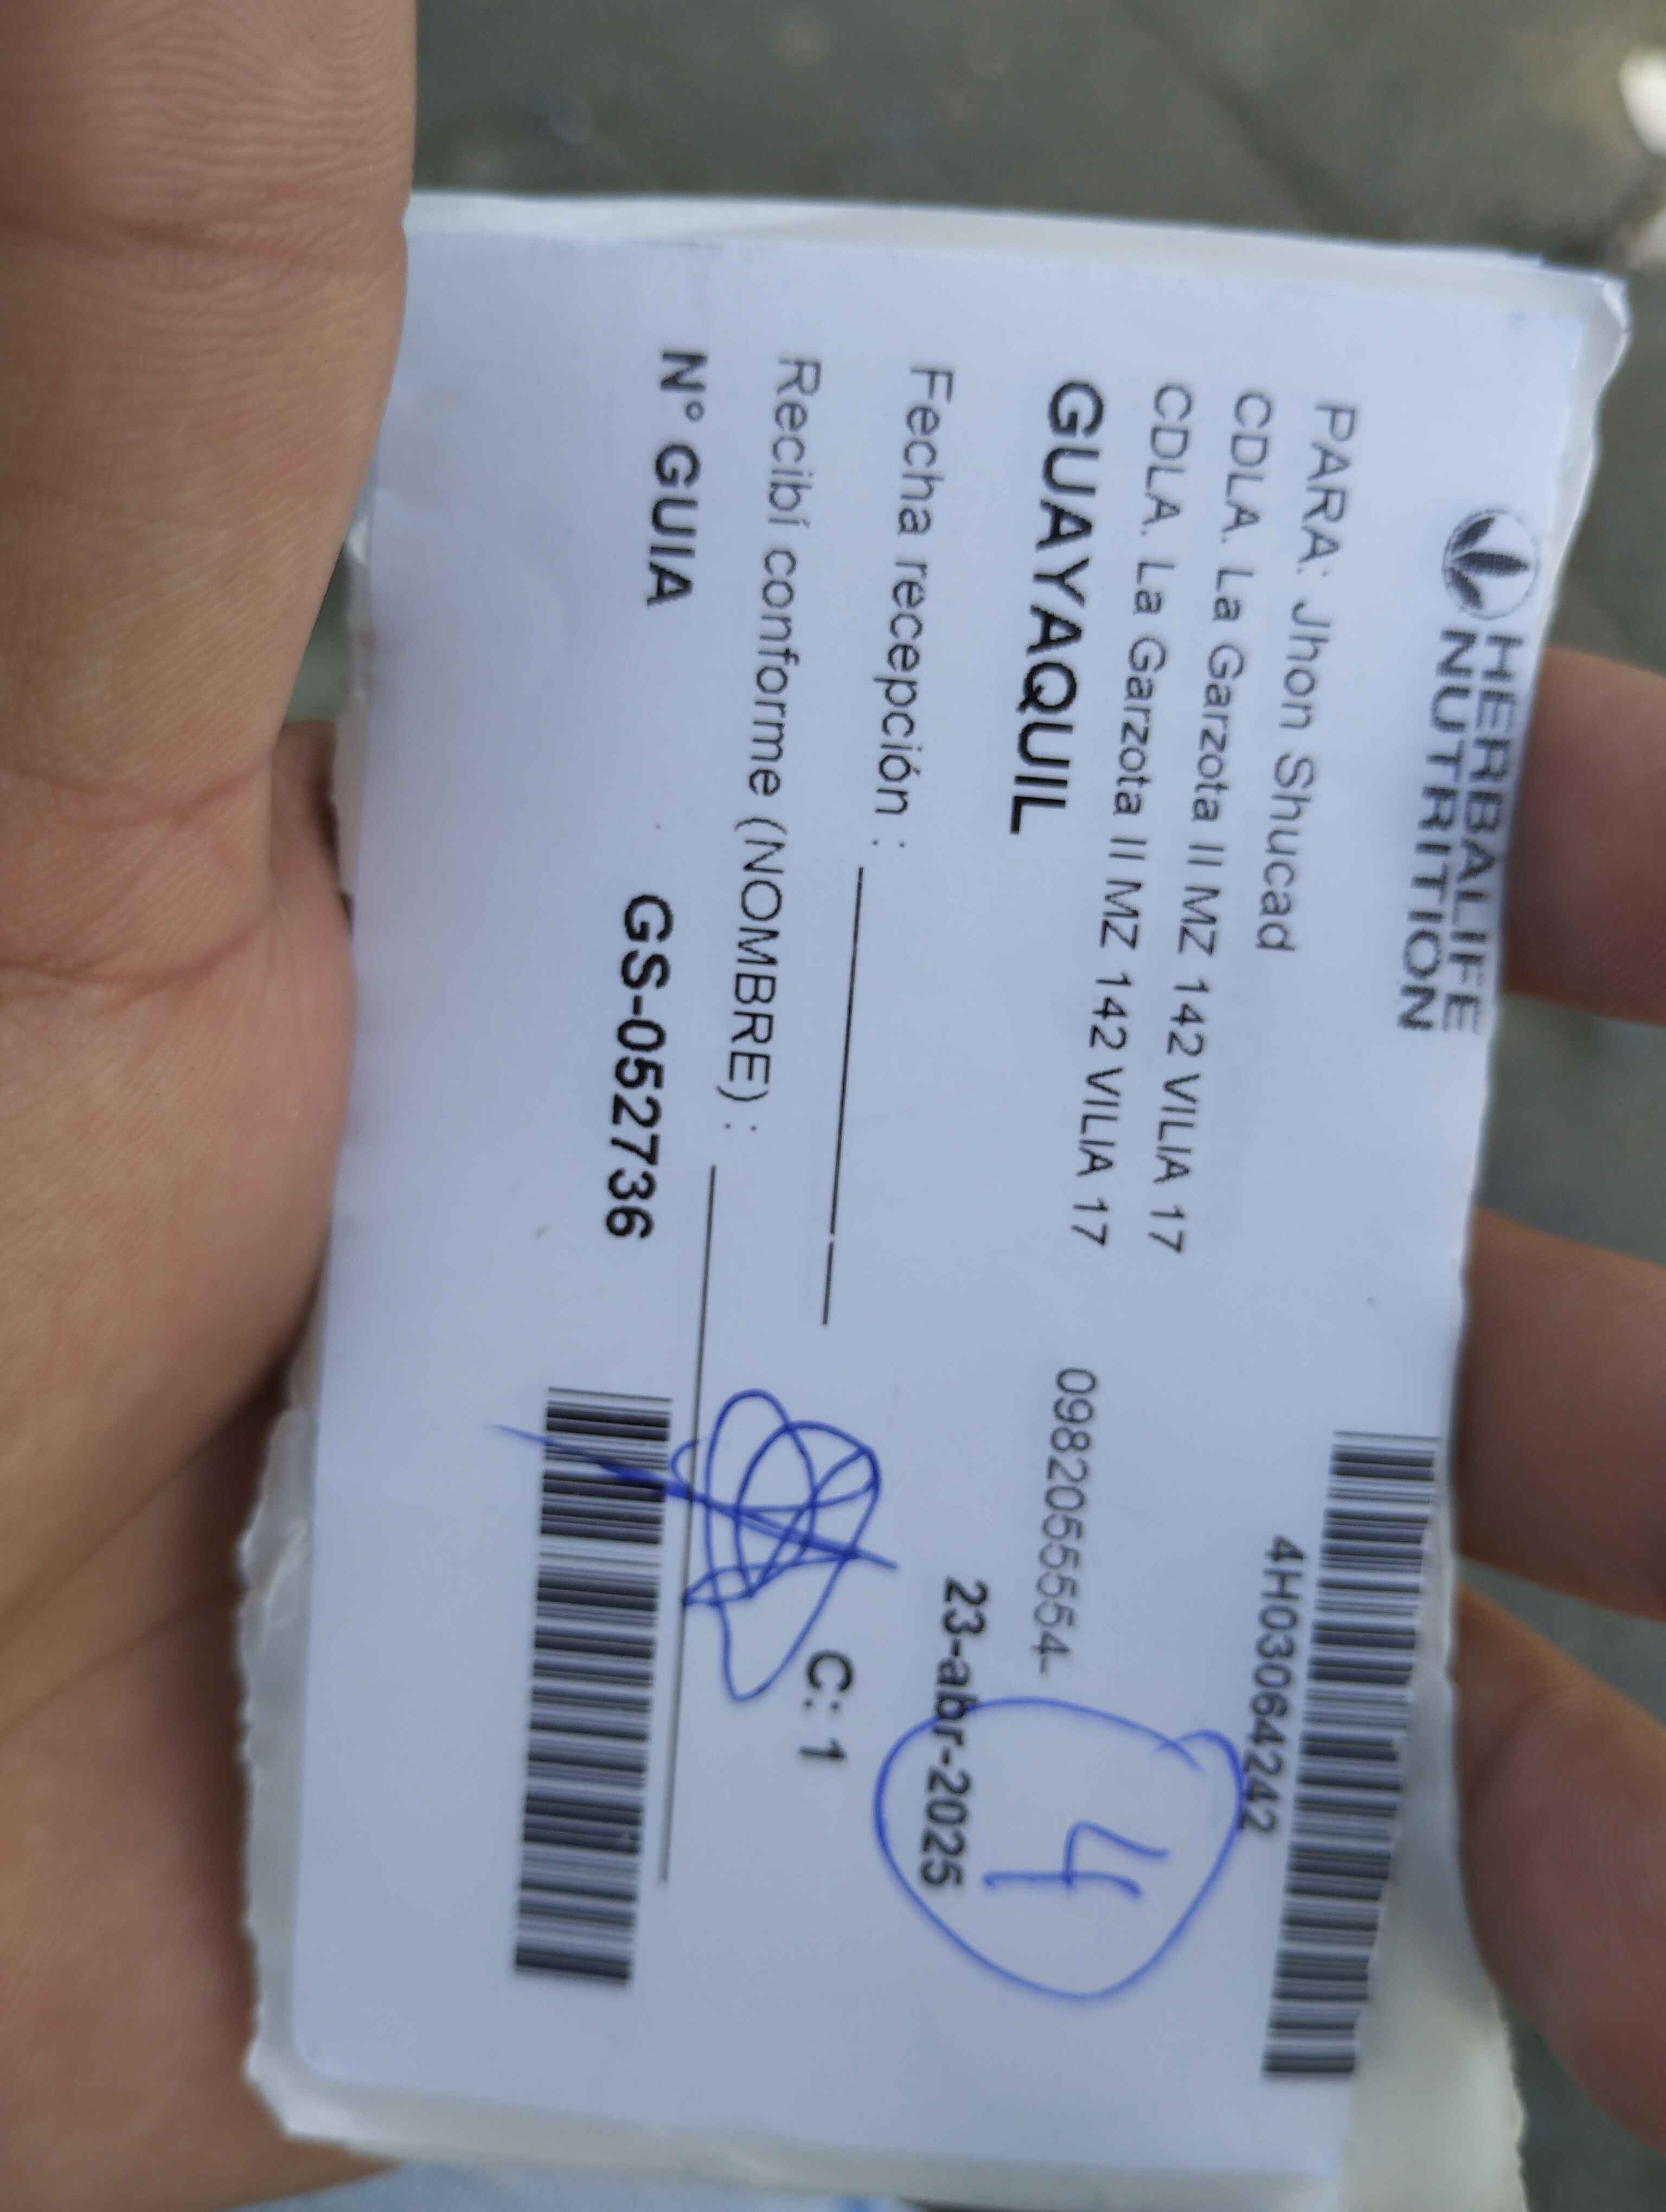 HERBALIFE
NUTRITION
4H03064242
PARA: Jhon Shucad
CDLA. La Garzota II MZ 142 VILIA 17
CDLA. La Garzota II MZ 142 VILIA 17
4
GUAYAQUIL
0982055554-
23-abr-2025
Fecha recepción :
C: 1
Recibí conforme (NOMBRE) :
N° GUIA GS-052736